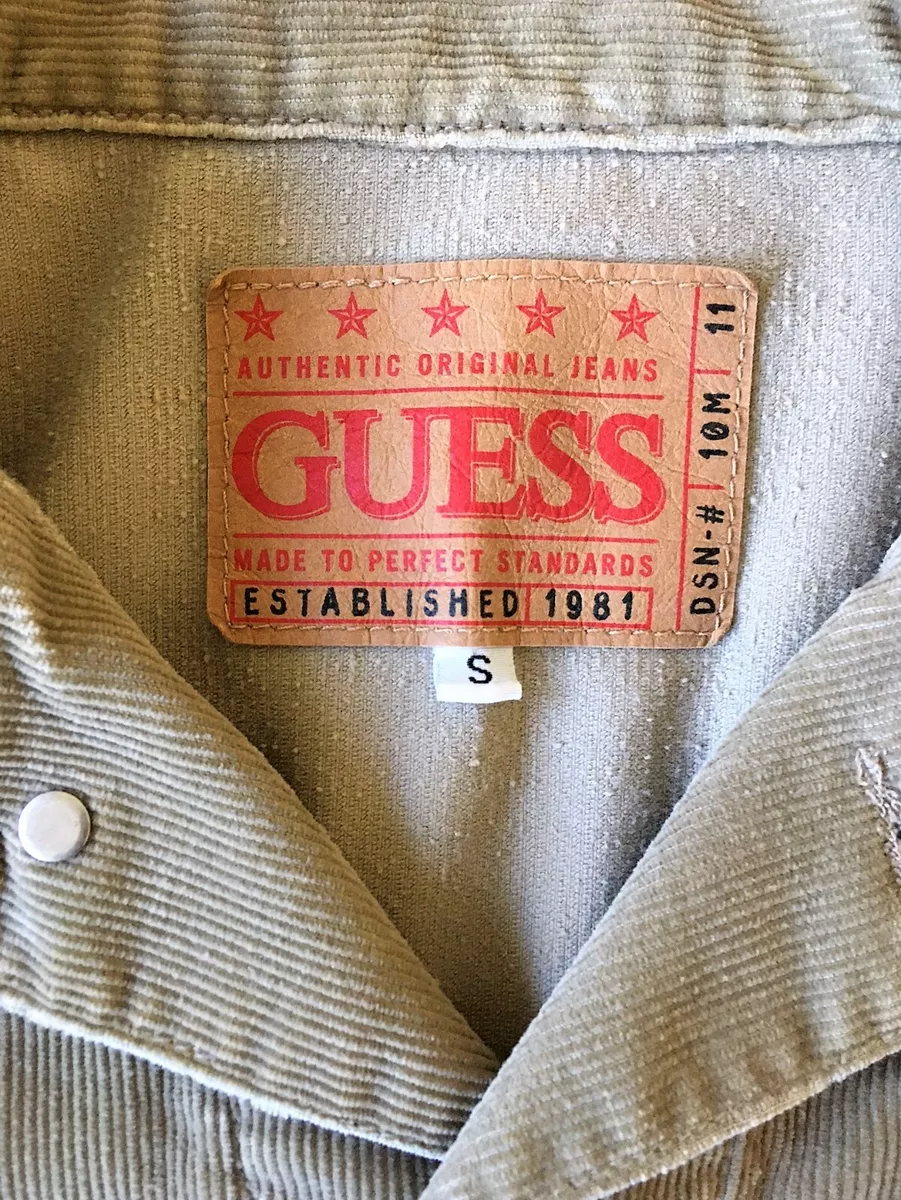 AUTHENTIC ORIGINAL JEANS
GUESS
MADE TO PERFECT STANDARDS
ESTABLISHED 1981
DSN-# 10M 11
S